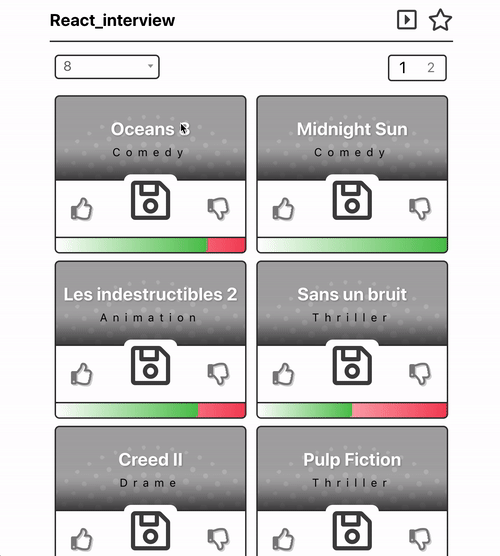 React_interview
8
1 2
Oceans 8
Midnight Sun
Comedy
Comedy
Les indestructibles 2
Sans un bruit
Animation
Thriller
Creed II
Pulp Fiction
Drame
Thriller